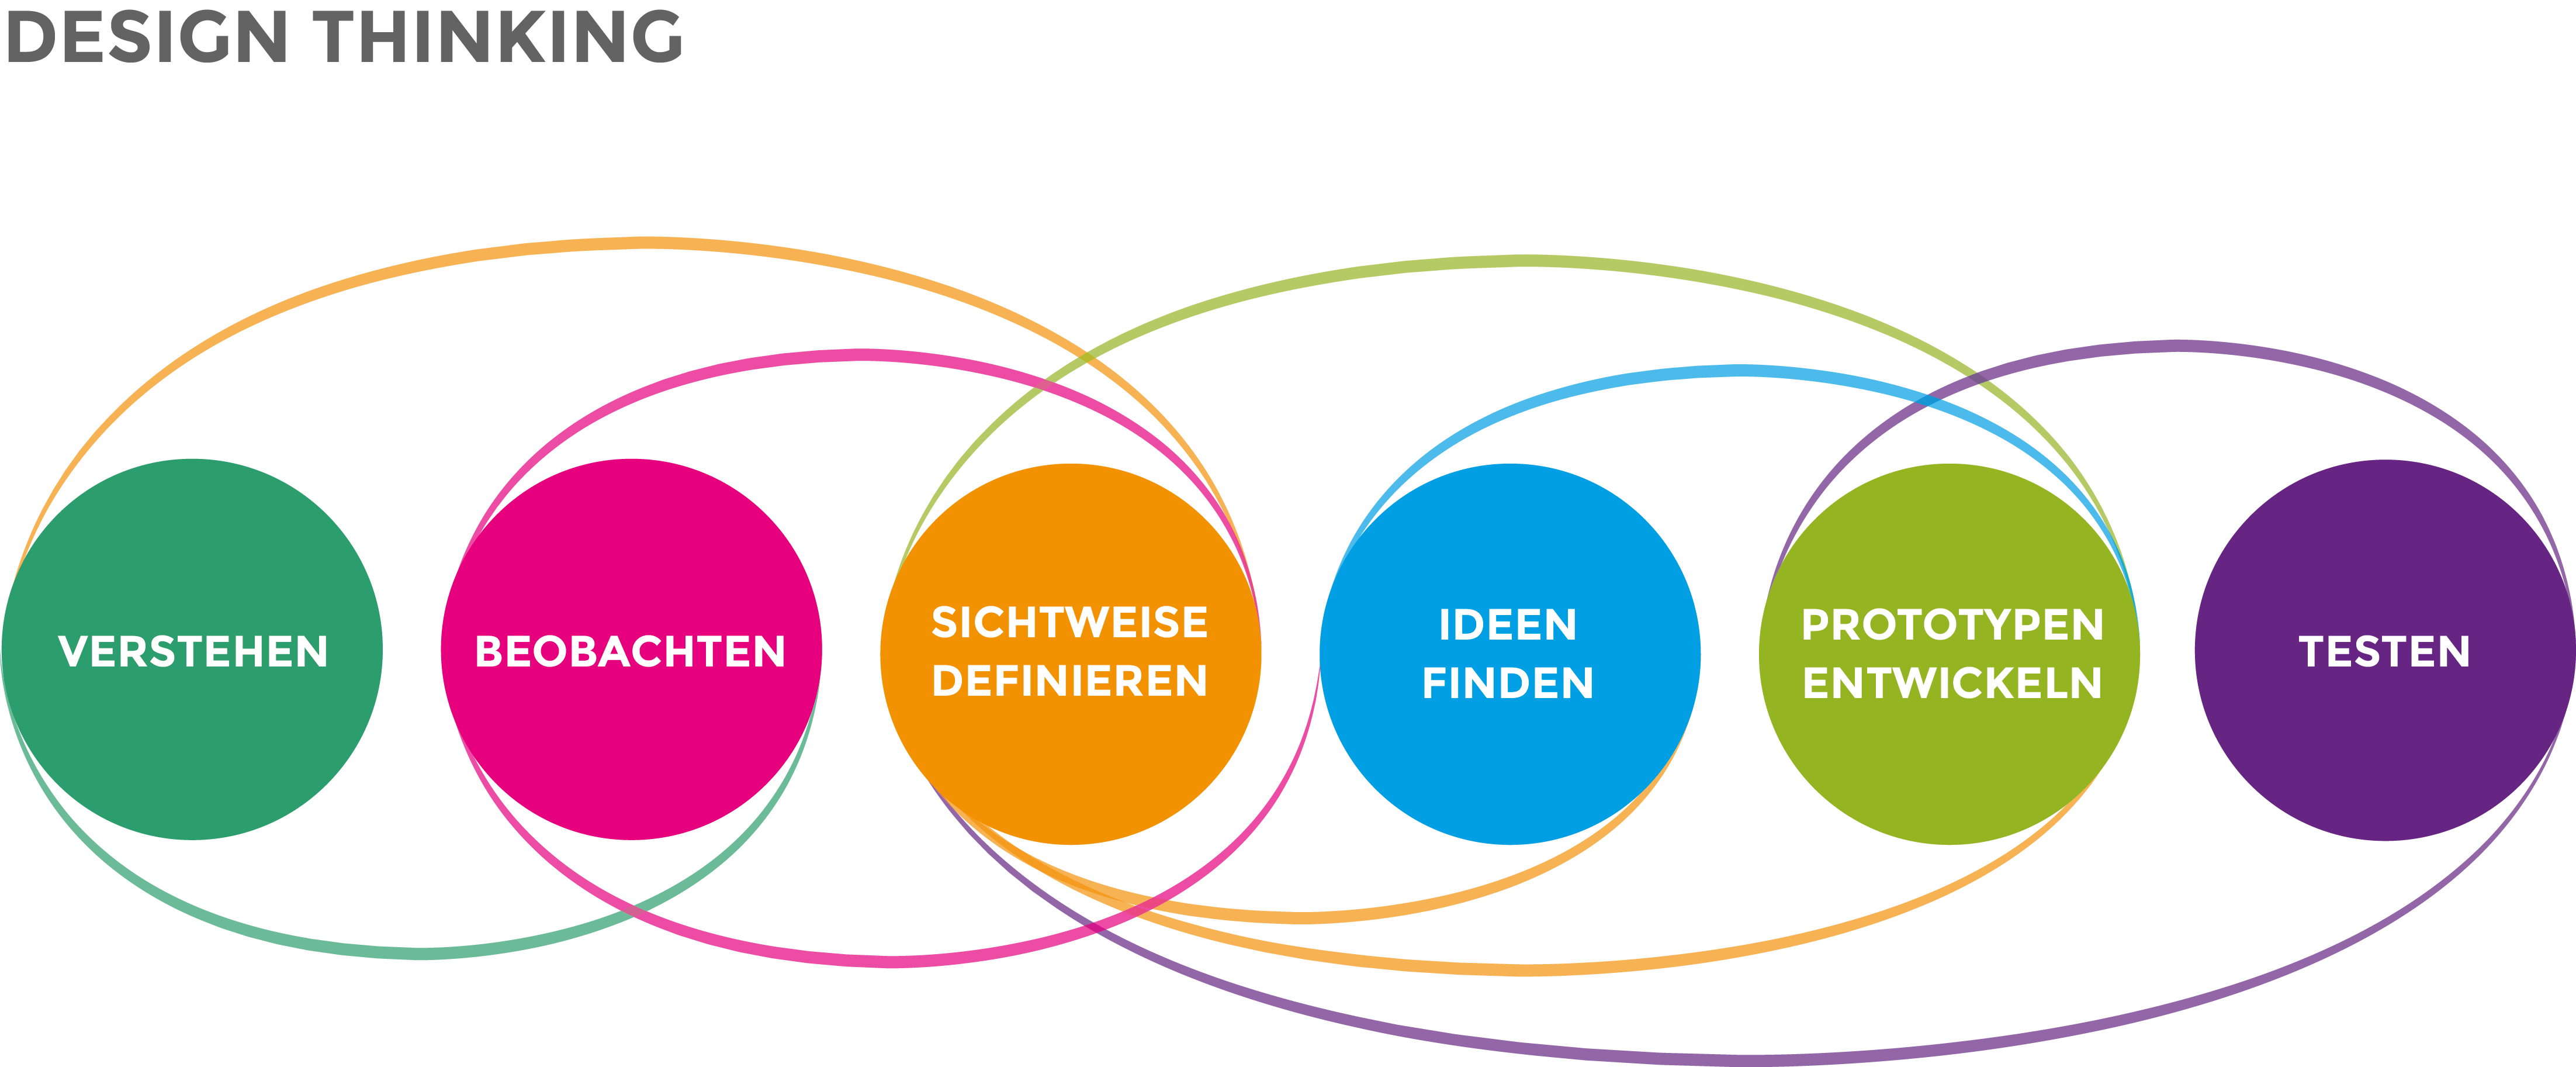 DESIGN THINKING
VERSTEHEN
BEOBACHTEN
SICHTWEISE
DEFINIEREN
IDEEN
FINDEN
PROTOTYPEN
ENTWICKELN
TESTEN